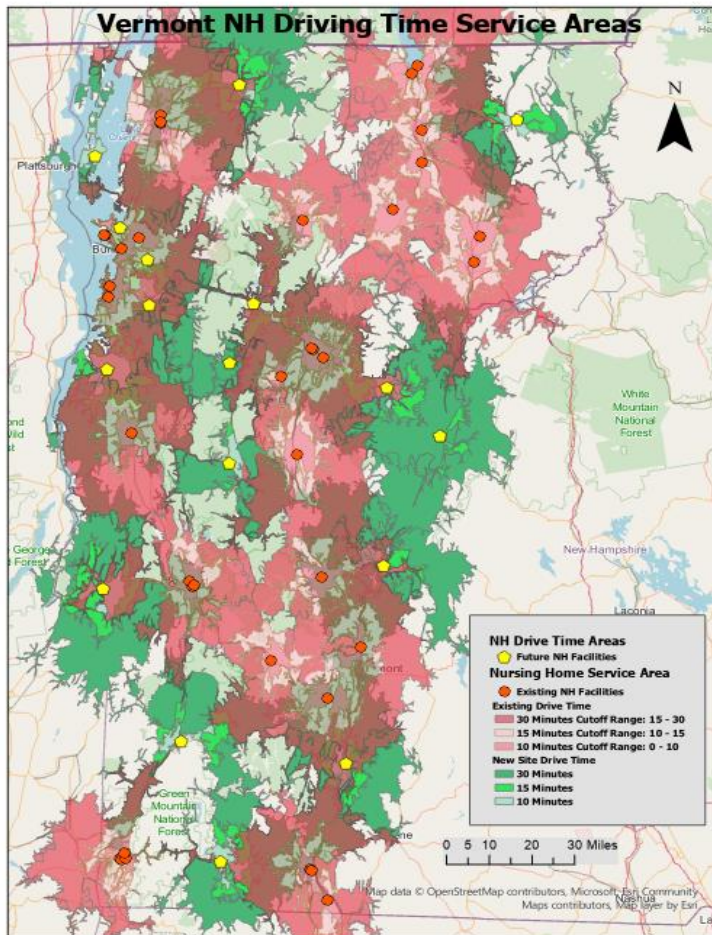 Vermont NH Driving Time Service Areas
Plattsburgh
N
White
Mountain
National
Forest
New Hampshire
Laconia
Green
Mountain
National
Forest
NH Drive Time Areas
Future NH Facilities
Nursing Home Service Area
Existing NH Facilities
Existing Drive Time
30 Minutes Cutoff Range: 15 - 30
15 Minutes Cutoff Range: 10 - 15
10 Minutes Cutoff Range: 0 - 10
New Site Drive Time
30 Minutes
15 Minutes
10 Minutes
0 5 10 20 30 Miles
Map data © OpenStreetMap contributors, Microsoft, Esri Community
Maps contributors, Map layer by Esri
Nashua